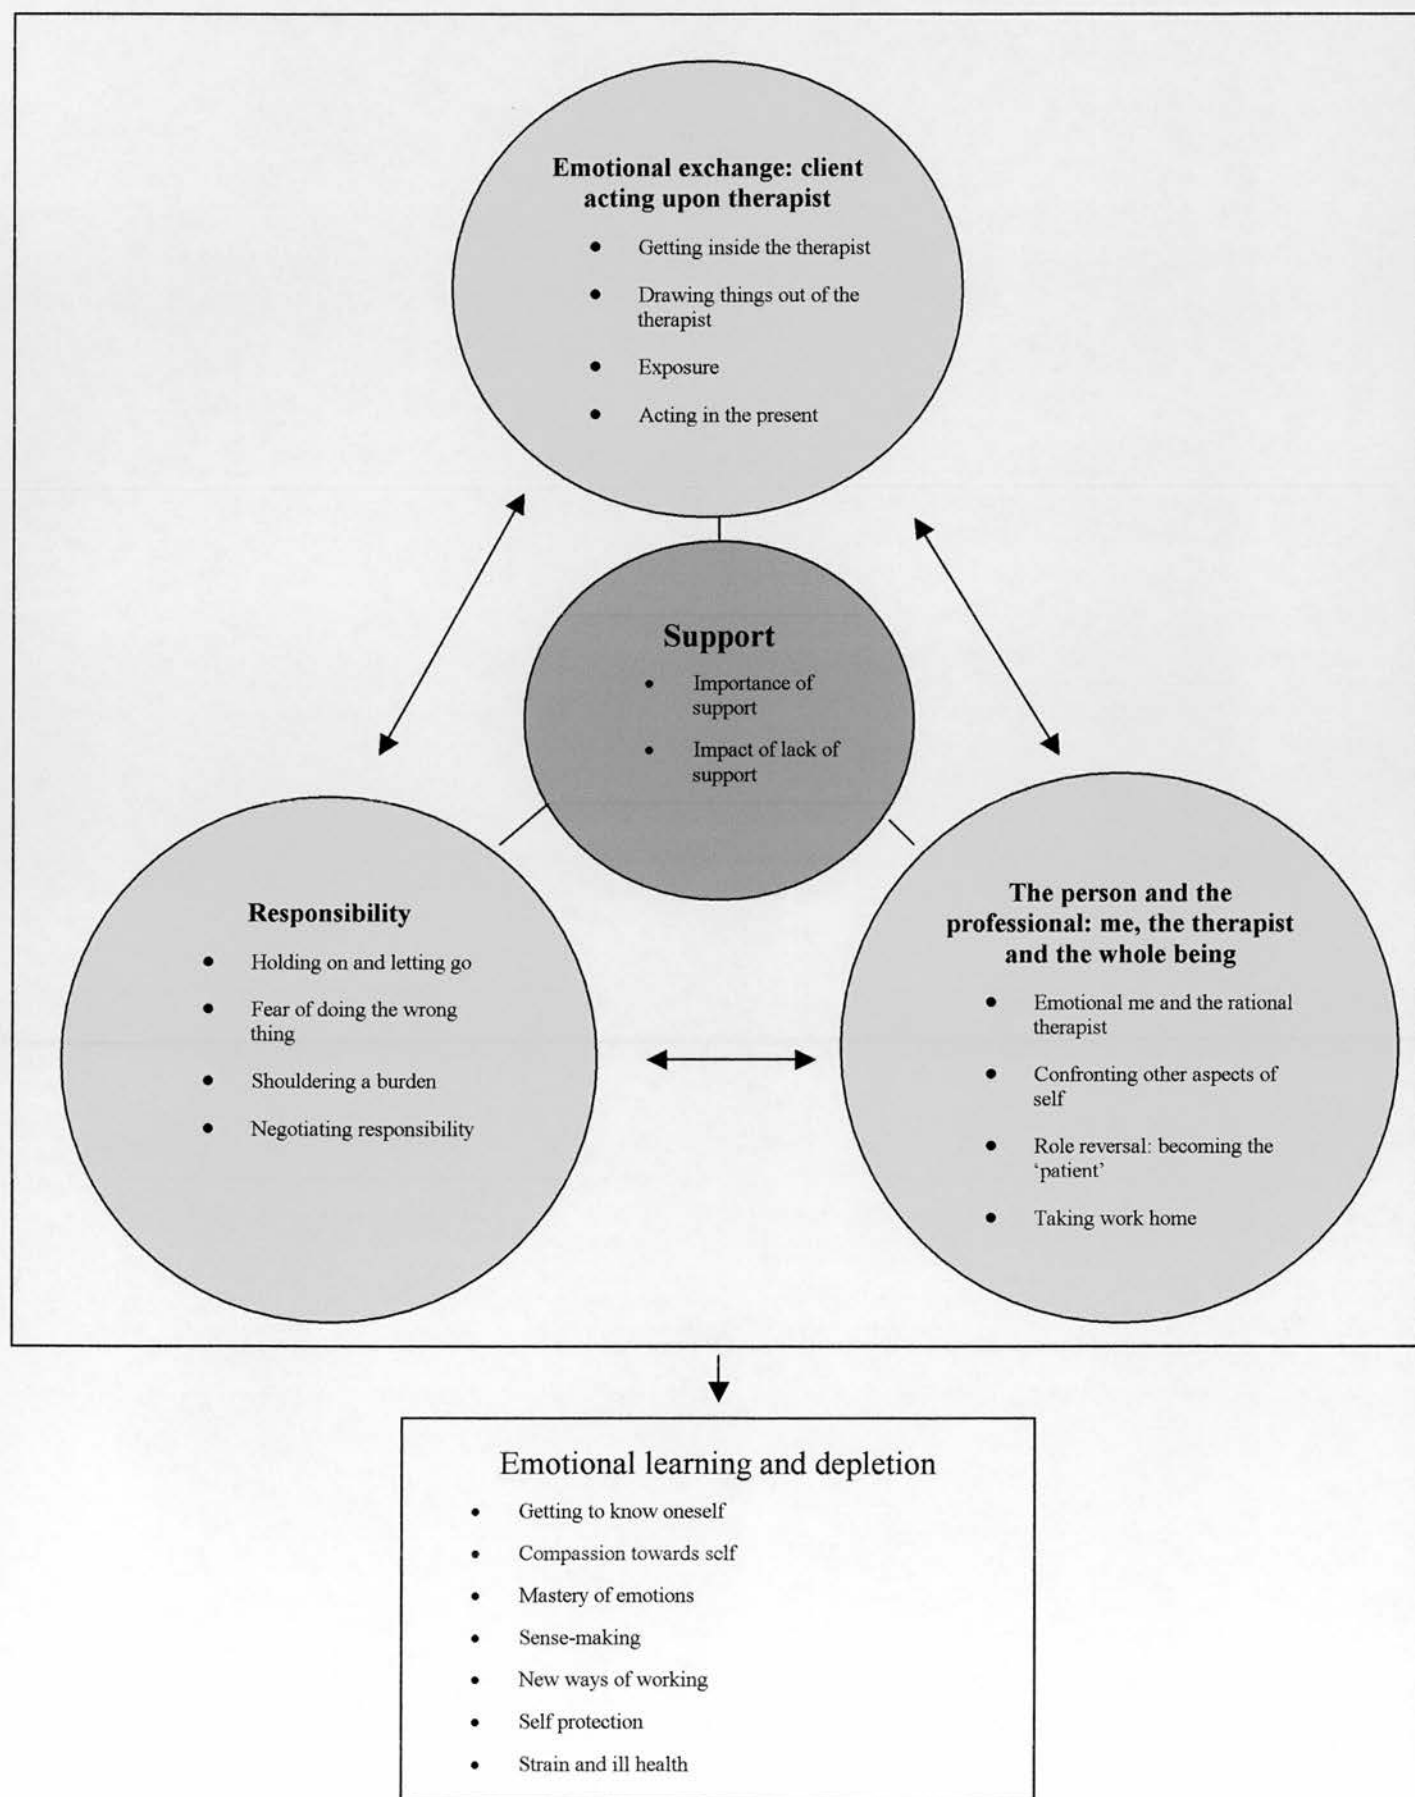 Emotional exchange: client
acting upon therapist
● Getting inside the therapist
● Drawing things out of the
therapist
● Exposure
● Acting in the present
Support
• Importance of
support
• Impact of lack of
support
Responsibility
● Holding on and letting go
● Fear of doing the wrong
thing
● Shouldering a burden
● Negotiating responsibility
The person and the
professional: me, the therapist
and the whole being
● Emotional me and the rational
therapist
● Confronting other aspects of
self
● Role reversal: becoming the
‘patient’
● Taking work home
Emotional learning and depletion
• Getting to know oneself
• Compassion towards self
• Mastery of emotions
• Sense-making
• New ways of working
• Self protection
• Strain and ill health